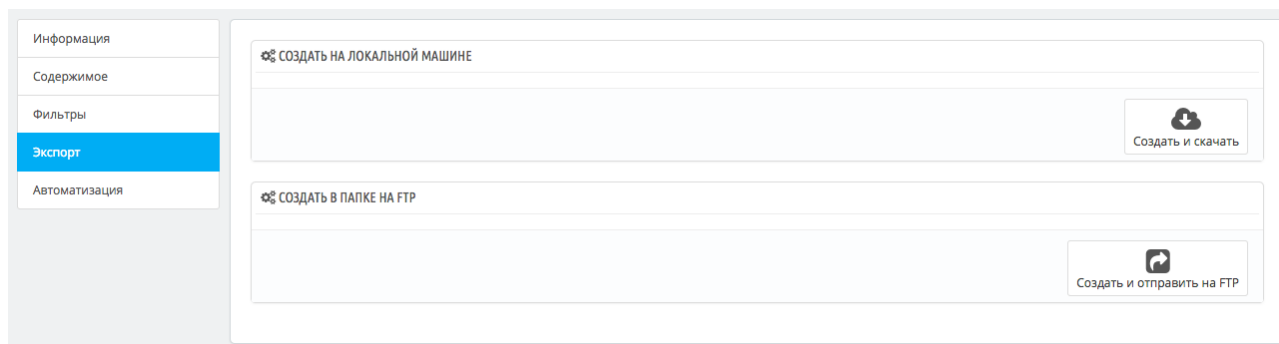 Информация
Содержимое
Фильтры
Экспорт
Автоматизация
СОЗДАТЬ НА ЛОКАЛЬНОЙ МАШИНЕ
Создать и скачать
СОЗДАТЬ В ПАПКЕ НА FTP
Создать и отправить на FTP